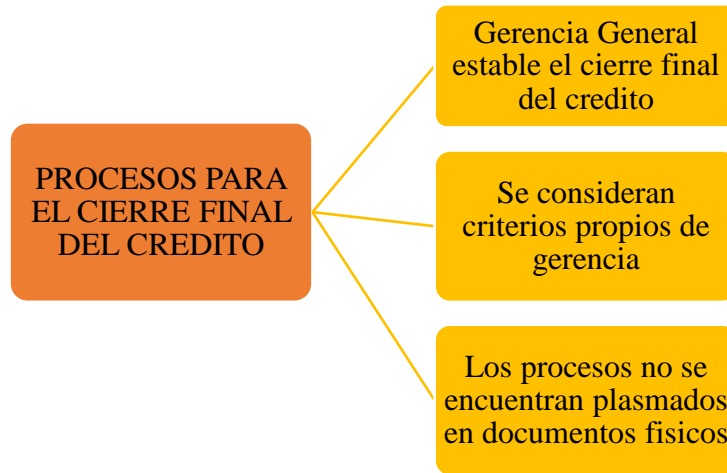 PROCESOS PARA
EL CIERRE FINAL
DEL CREDITO
Gerencia General
estable el cierre final
del credito
Se consideran
criterios propios de
gerencia
Los procesos no se
encuentran plasmados
en documentos fisicos